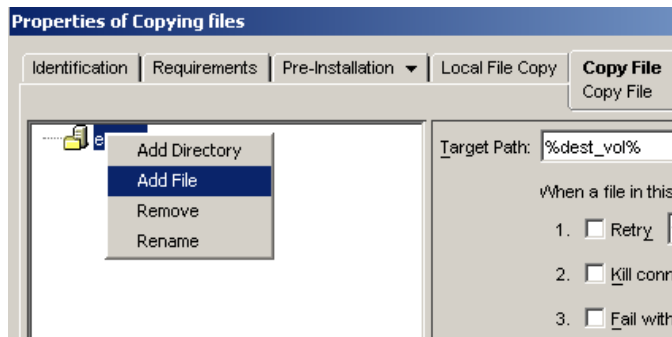 Properties of Copying files
Identification Requirements Pre-Installation Local File Copy Copy File
Copy File
Target Path: %dest_vol%
Add Directory
Add File
Remove
Rename
When a file in this
1. Retry
2. Kill conn
3. Fail with